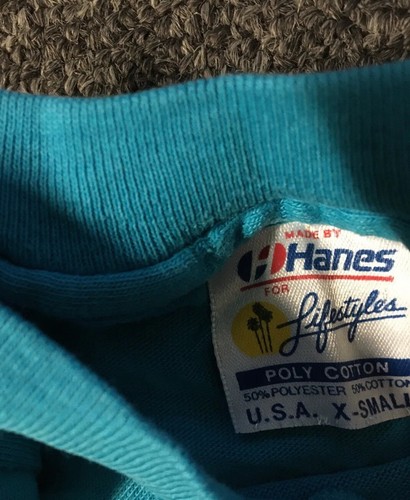 MADE BY
Hanes
FOR
Lifestyles
POLY COTTON
50% POLYESTER 50% COTTON
U.S.A. X-SMALL